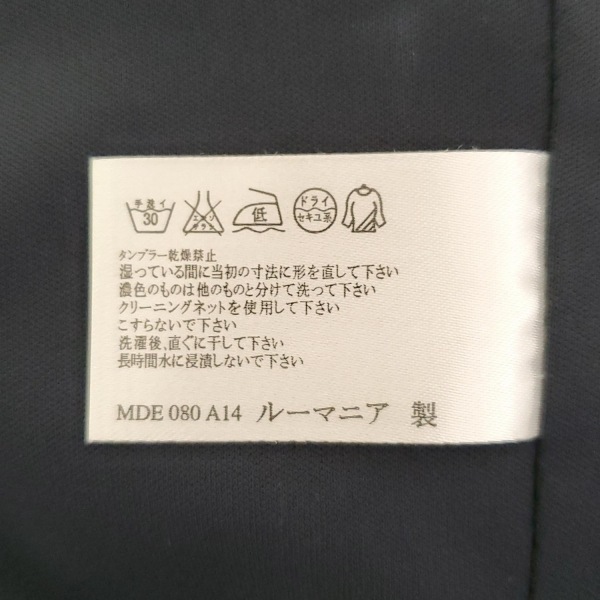 手洗イ 30 エンソ サラシ 低 ドライ セキユ系
タンブラー乾燥禁止
湿っている間に当初の寸法に形を直して下さい
濃色のものは他のものと分けて洗って下さい
クリーニングネットを使用して下さい
こすらないで下さい
洗濯後、直ぐに干して下さい
長時間水に浸漬しないで下さい
MDE 080 A14 ルーマニア 製